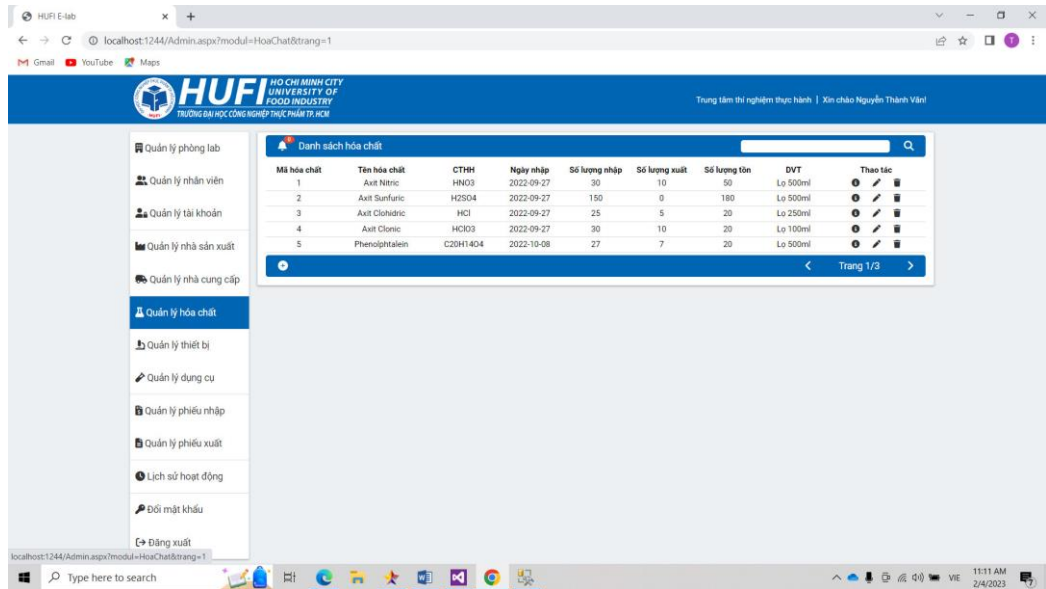 HUFI E-lab
localhost:1244/Admin.aspx?modul=HoaChat&trang=1
Gmail YouTube Maps
HUFI HO CHI MINH CITY
UNIVERSITY OF
FOOD INDUSTRY
TRƯỜNG ĐẠI HỌC CÔNG NGHIỆP THỰC PHẨM TP. HCM
Trung tâm thí nghiệm thực hành | Xin chào Nguyễn Thành Văn!
Quản lý phòng lab
Quản lý nhân viên
Quản lý tài khoản
Quản lý nhà sản xuất
Quản lý nhà cung cấp
Quản lý hóa chất
Quản lý thiết bị
Quản lý dụng cụ
Quản lý phiếu nhập
Quản lý phiếu xuất
Lịch sử hoạt động
Đổi mật khẩu
Đăng xuất
Danh sách hóa chất
Mã hóa chất Tên hóa chất CTHH Ngày nhập Số lượng nhập Số lượng xuất Số lượng tồn DVT Thao tác
1 Axit Nitric HNO3 2022-09-27 30 10 50 Lọ 500ml
2 Axit Sunfuric H2SO4 2022-09-27 150 0 180 Lọ 500ml
3 Axit Clohidric HCl 2022-09-27 25 5 20 Lọ 250ml
4 Axit Clonic HClO3 2022-09-27 30 10 20 Lọ 100ml
5 Phenolphtalein C20H14O4 2022-10-08 27 7 20 Lọ 500ml
Trang 1/3
localhost:1244/Admin.aspx?modul=HoaChat&trang=1
Type here to search
VIE
11:11 AM
2/4/2023